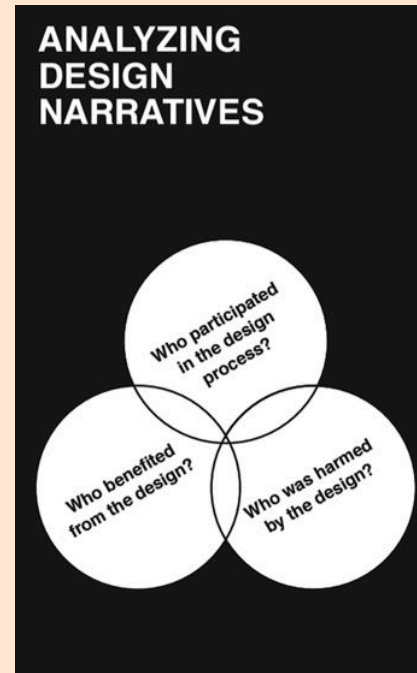 ANALYZING
DESIGN
NARRATIVES
Who participated
in the design
process?
Who benefited
from the design?
Who was harmed
by the design?